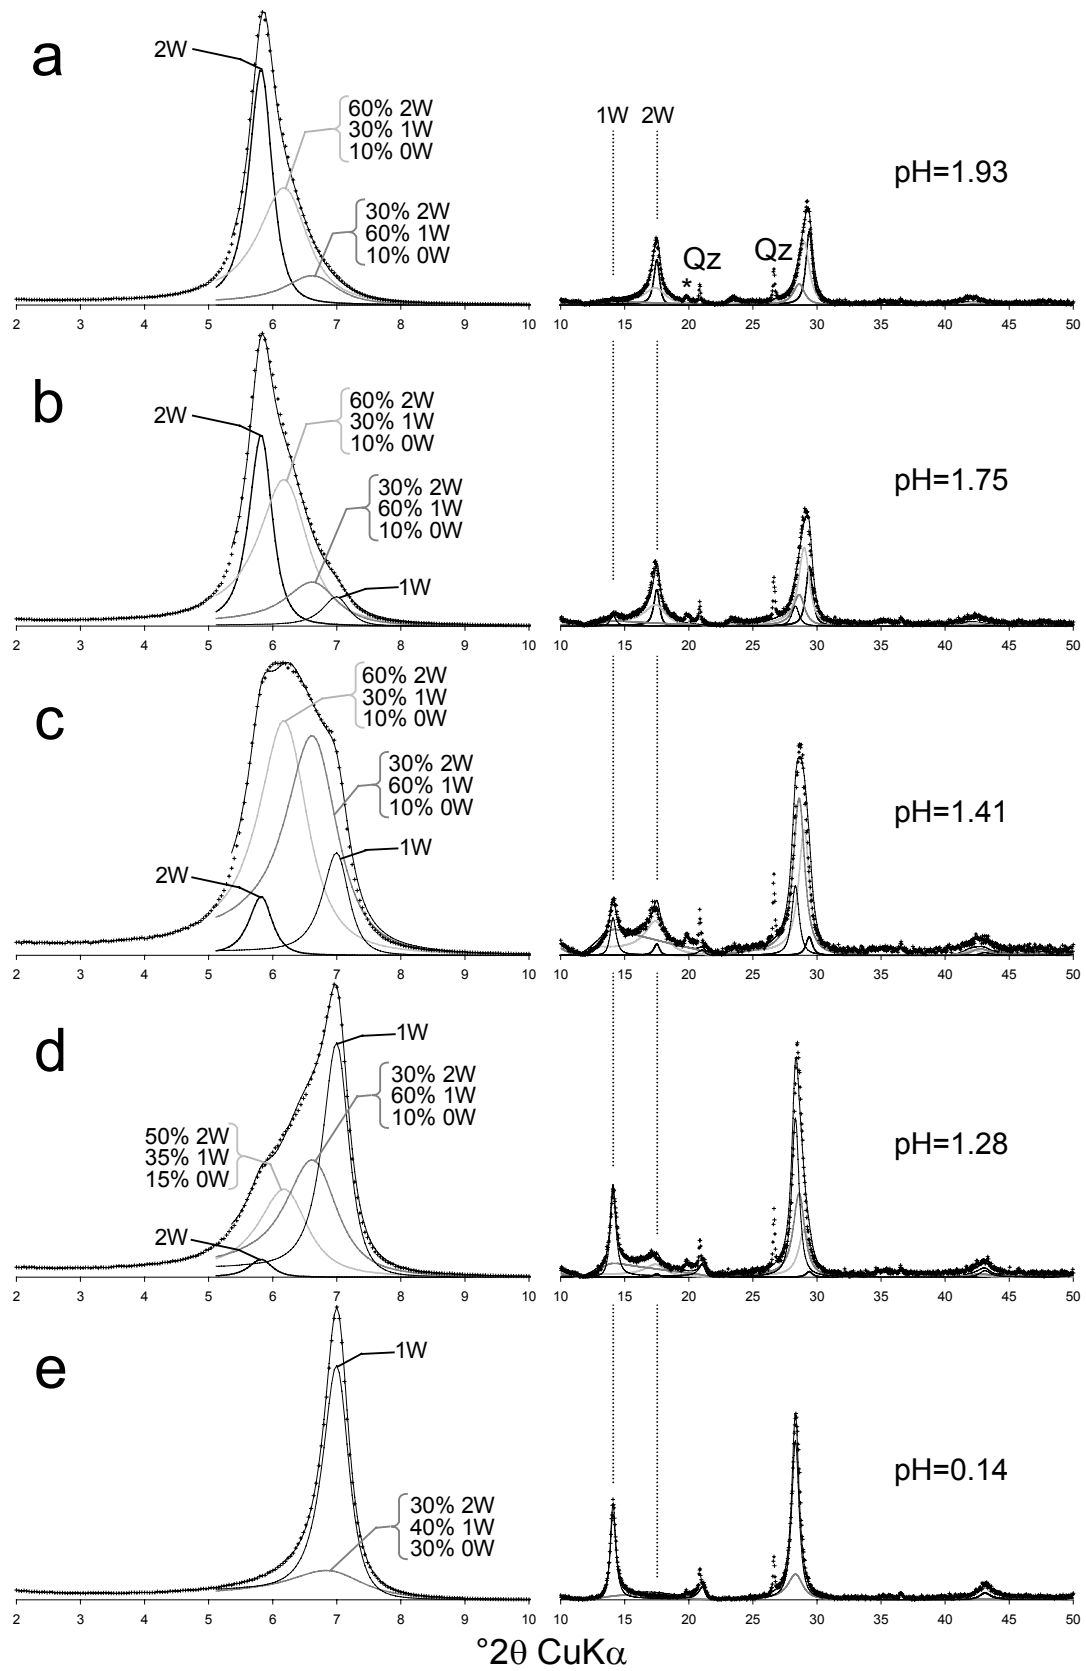 a
2W
60% 2W
30% 1W
10% 0W
30% 2W
60% 1W
10% 0W
1W 2W
* Qz
Qz
pH=1.93
2 3 4 5 6 7 8 9 10
10 15 20 25 30 35 40 45 50
b
2W
60% 2W
30% 1W
10% 0W
30% 2W
60% 1W
10% 0W
1W
pH=1.75
2 3 4 5 6 7 8 9 10
10 15 20 25 30 35 40 45 50
c
60% 2W
30% 1W
10% 0W
30% 2W
60% 1W
10% 0W
1W
2W
pH=1.41
2 3 4 5 6 7 8 9 10
10 15 20 25 30 35 40 45 50
d
1W
30% 2W
60% 1W
10% 0W
50% 2W
35% 1W
15% 0W
2W
pH=1.28
2 3 4 5 6 7 8 9 10
10 15 20 25 30 35 40 45 50
e
1W
30% 2W
40% 1W
30% 0W
pH=0.14
2 3 4 5 6 7 8 9 10
10 15 20 25 30 35 40 45 50
°2θ CuKα